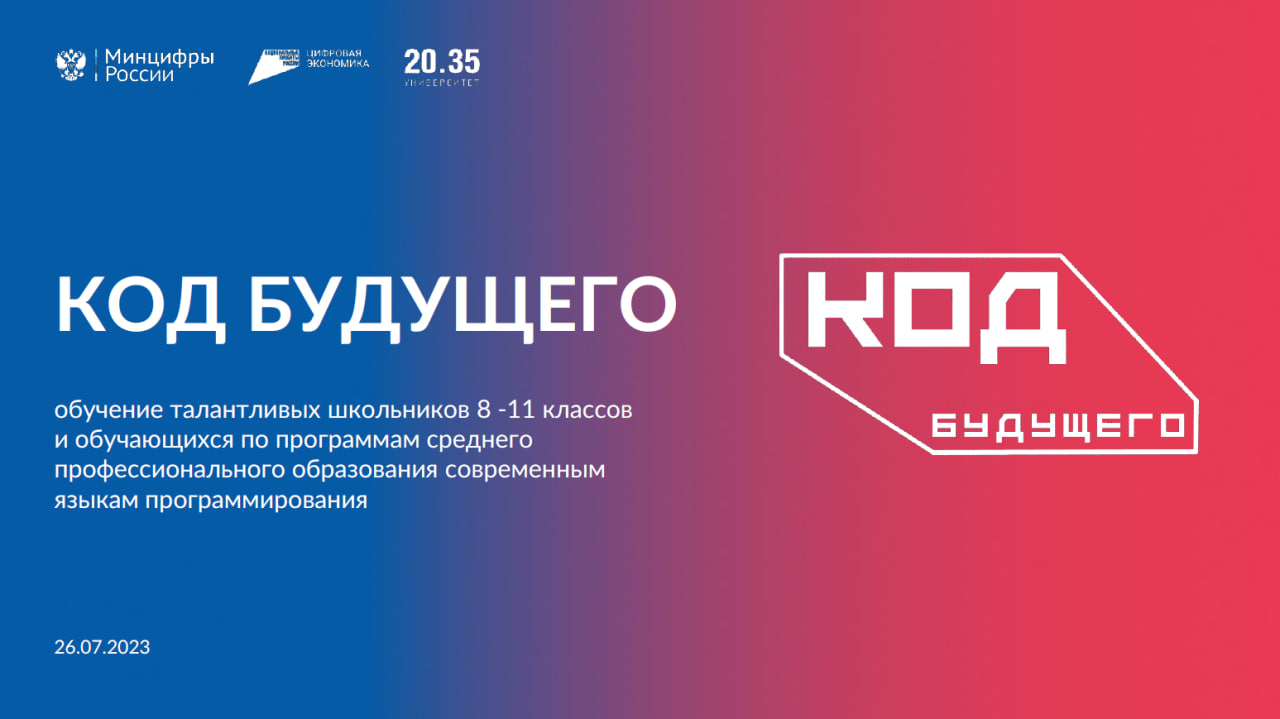 Минцифры
России
ЦИФРОВАЯ
ЭКОНОМИКА
20.35
УНИВЕРСИТЕТ
КОД БУДУЩЕГО
КОД
БУДУЩЕГО
обучение талантливых школьников 8 -11 классов
и обучающихся по программам среднего
профессионального образования современным
языкам программирования
26.07.2023